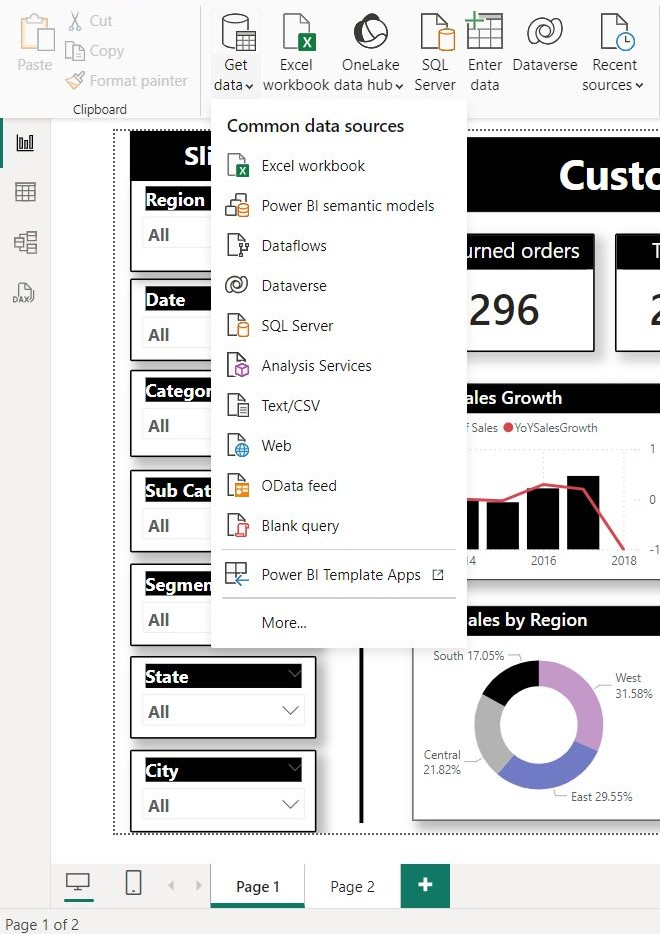 Paste
Cut
Copy
Format painter
Clipboard
Get data
Excel workbook
OneLake data hub
SQL Server
Enter data
Dataverse
Recent sources
Common data sources
Excel workbook
Power BI semantic models
Dataflows
Dataverse
SQL Server
Analysis Services
Text/CSV
Web
OData feed
Blank query
Power BI Template Apps
More...
Sli
Region
All
Date
All
Categor
All
Sub Cat
All
Segmen
All
State
All
City
All
Custo
urned orders
296
T
2
ales Growth
f Sales YoYSalesGrowth
1
0
-1
14 2016 2018
ales by Region
South 17.05%
West
31.58%
Central
21.82%
East 29.55%
DAX
Page 1
Page 2
+
Page 1 of 2